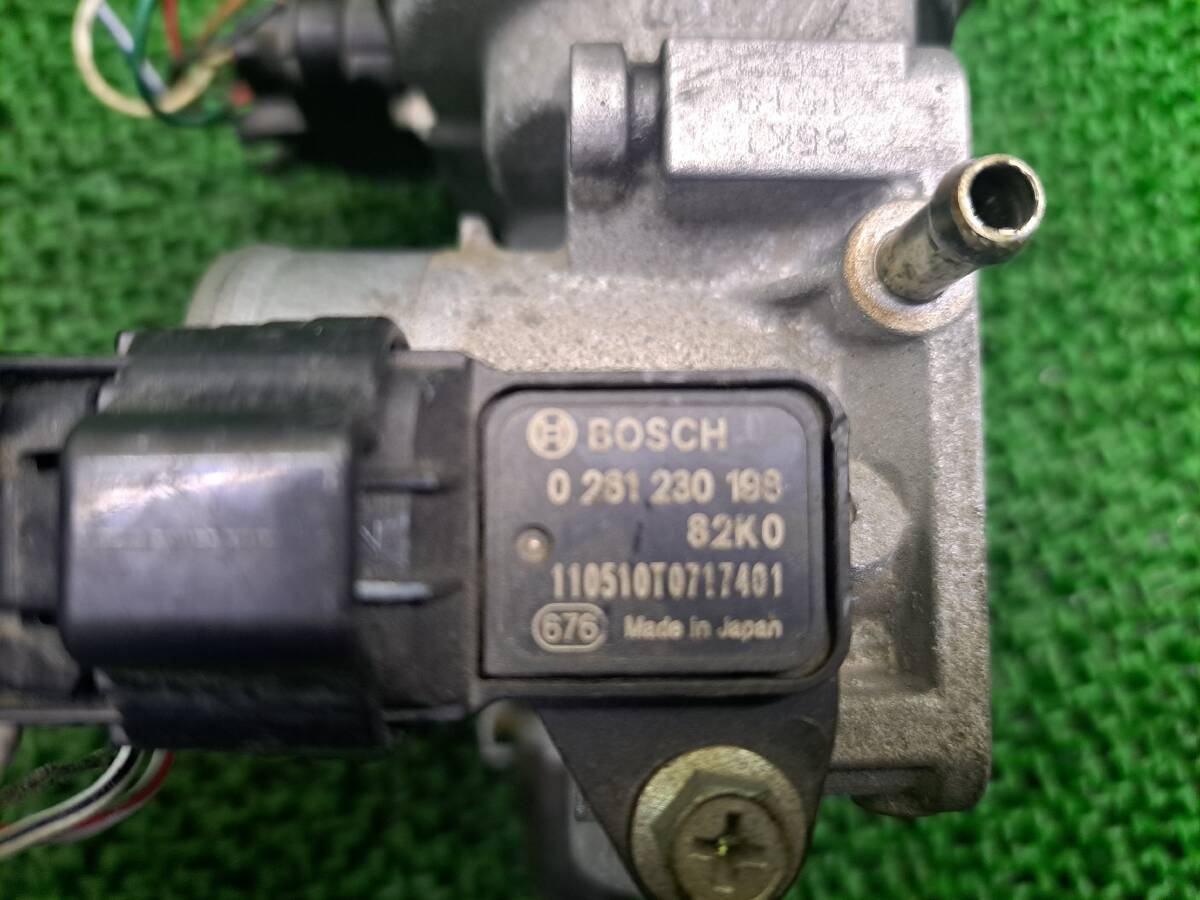 BOSCH
0 261 230 198
82K0
110510T0717401
676 Made in Japan